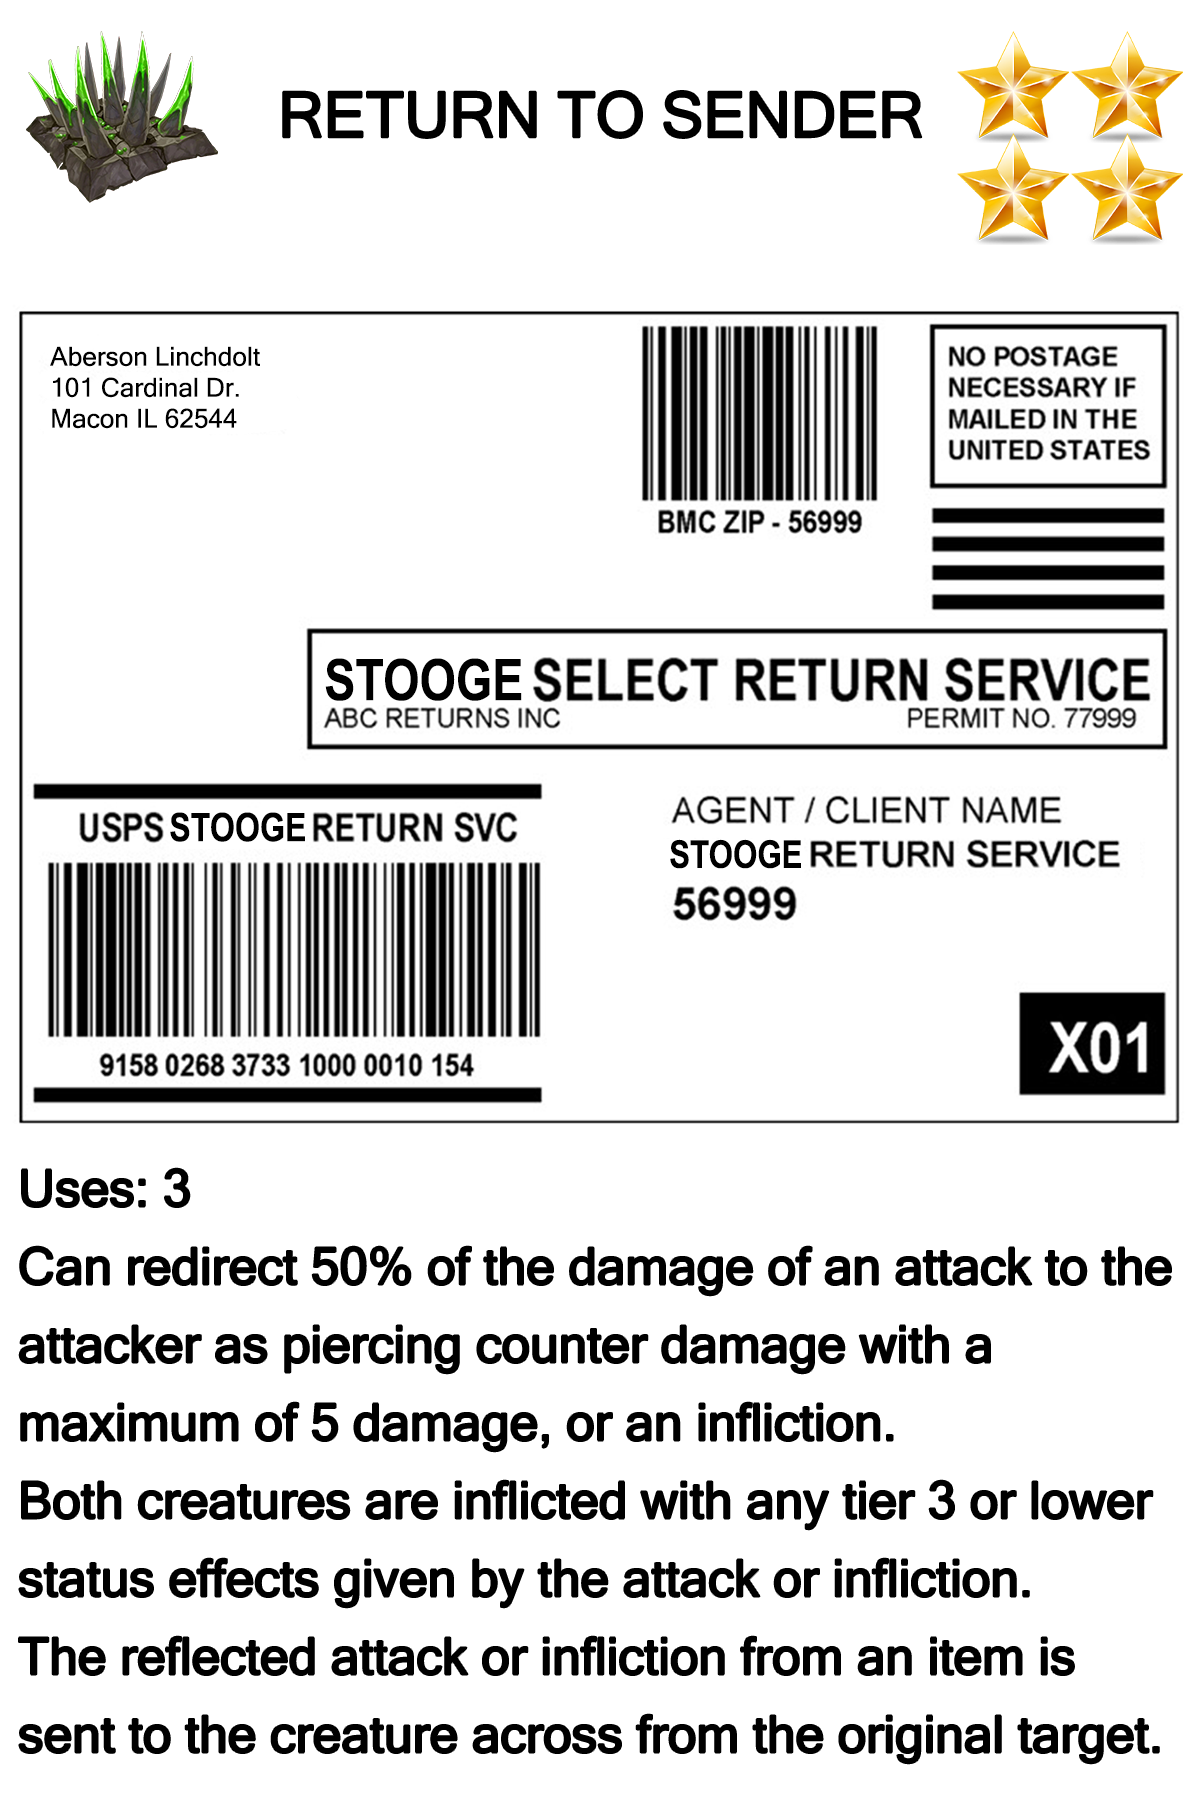 RETURN TO SENDER
Aberson Linchdolt
101 Cardinal Dr.
Macon IL 62544
BMC ZIP - 56999
NO POSTAGE
NECESSARY IF
MAILED IN THE
UNITED STATES
STOOGE SELECT RETURN SERVICE
ABC RETURNS INC PERMIT NO. 77999
USPS STOOGE RETURN SVC
9158 0268 3733 1000 0010 154
AGENT / CLIENT NAME
STOOGE RETURN SERVICE
56999
X01
Uses: 3
Can redirect 50% of the damage of an attack to the
attacker as piercing counter damage with a
maximum of 5 damage, or an infliction.
Both creatures are inflicted with any tier 3 or lower
status effects given by the attack or infliction.
The reflected attack or infliction from an item is
sent to the creature across from the original target.